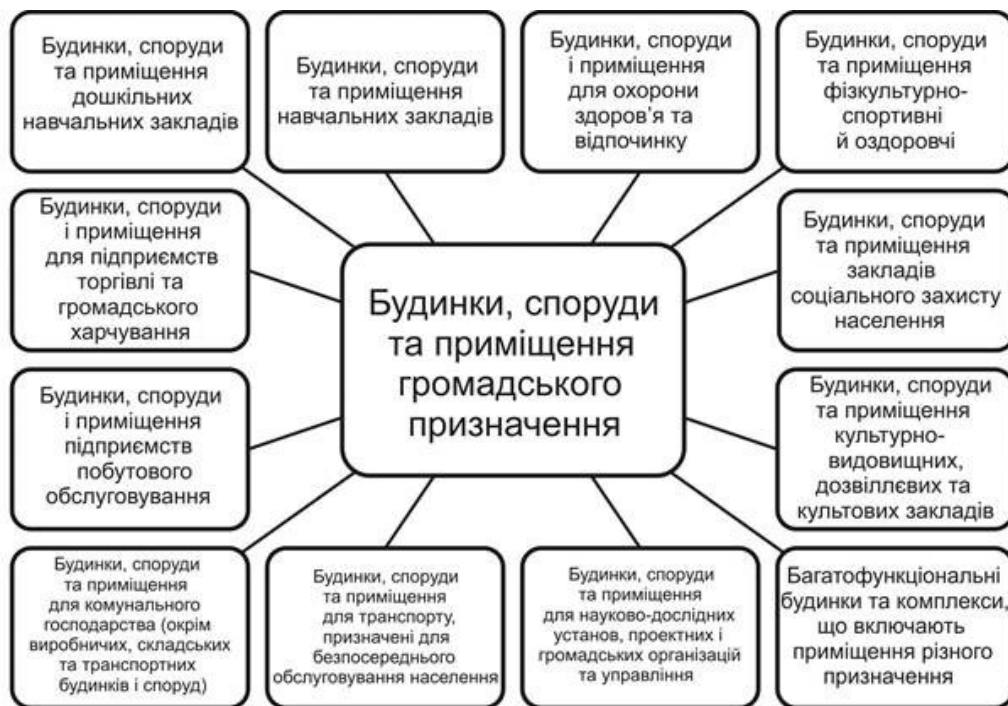 Будинки, споруди
та приміщення
дошкільних
навчальних закладів
Будинки, споруди
та приміщення
навчальних закладів
Будинки, споруди
і приміщення
для охорони
здоров'я та
відпочинку
Будинки, споруди
та приміщення
фізкультурно-
спортивні
й оздоровчі
Будинки, споруди
і приміщення
для підприємств
торгівлі та
громадського
харчування
Будинки, споруди
та приміщення
громадського
призначення
Будинки, споруди
та приміщення
закладів
соціального захисту
населення
Будинки, споруди
і приміщення
підприємств
побутового
обслуговування
Будинки, споруди
та приміщення
культурно-
видовищних,
дозвіллєвих та
культових закладів
Будинки, споруди
та приміщення
для комунального
господарства (окрім
виробничих, складських
та транспортних
будинків і споруд)
Будинки, споруди
та приміщення
для транспорту,
призначені для
безпосереднього
обслуговування населення
Будинки, споруди
та приміщення
для науково-дослідних
установ, проектних і
громадських організацій
та управління
Багатофункціональні
будинки та комплекси,
що включають
приміщення різного
призначення